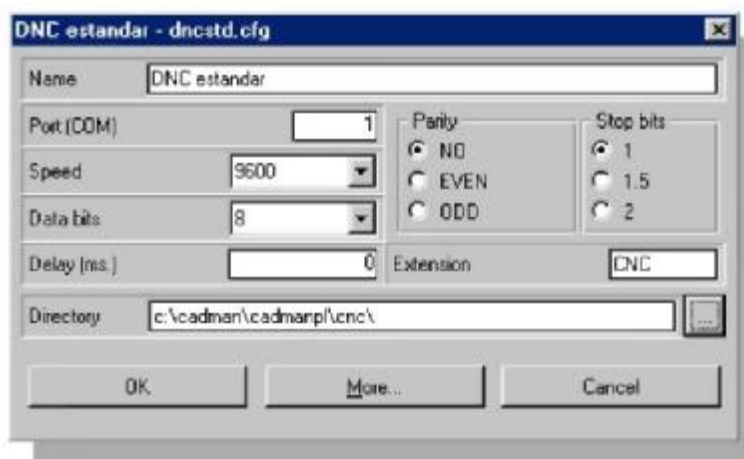 DNC estandar - dncstd.cfg
Name DNC estandar
Port (COM) 1
Parity
NO
EVEN
ODD
Stop bits
1
1.5
2
Speed 9600
Data bits 8
Delay (ms.) 0
Extension CNC
Directory c:\cadman\cadmanpl\cnc\ ...
OK More... Cancel